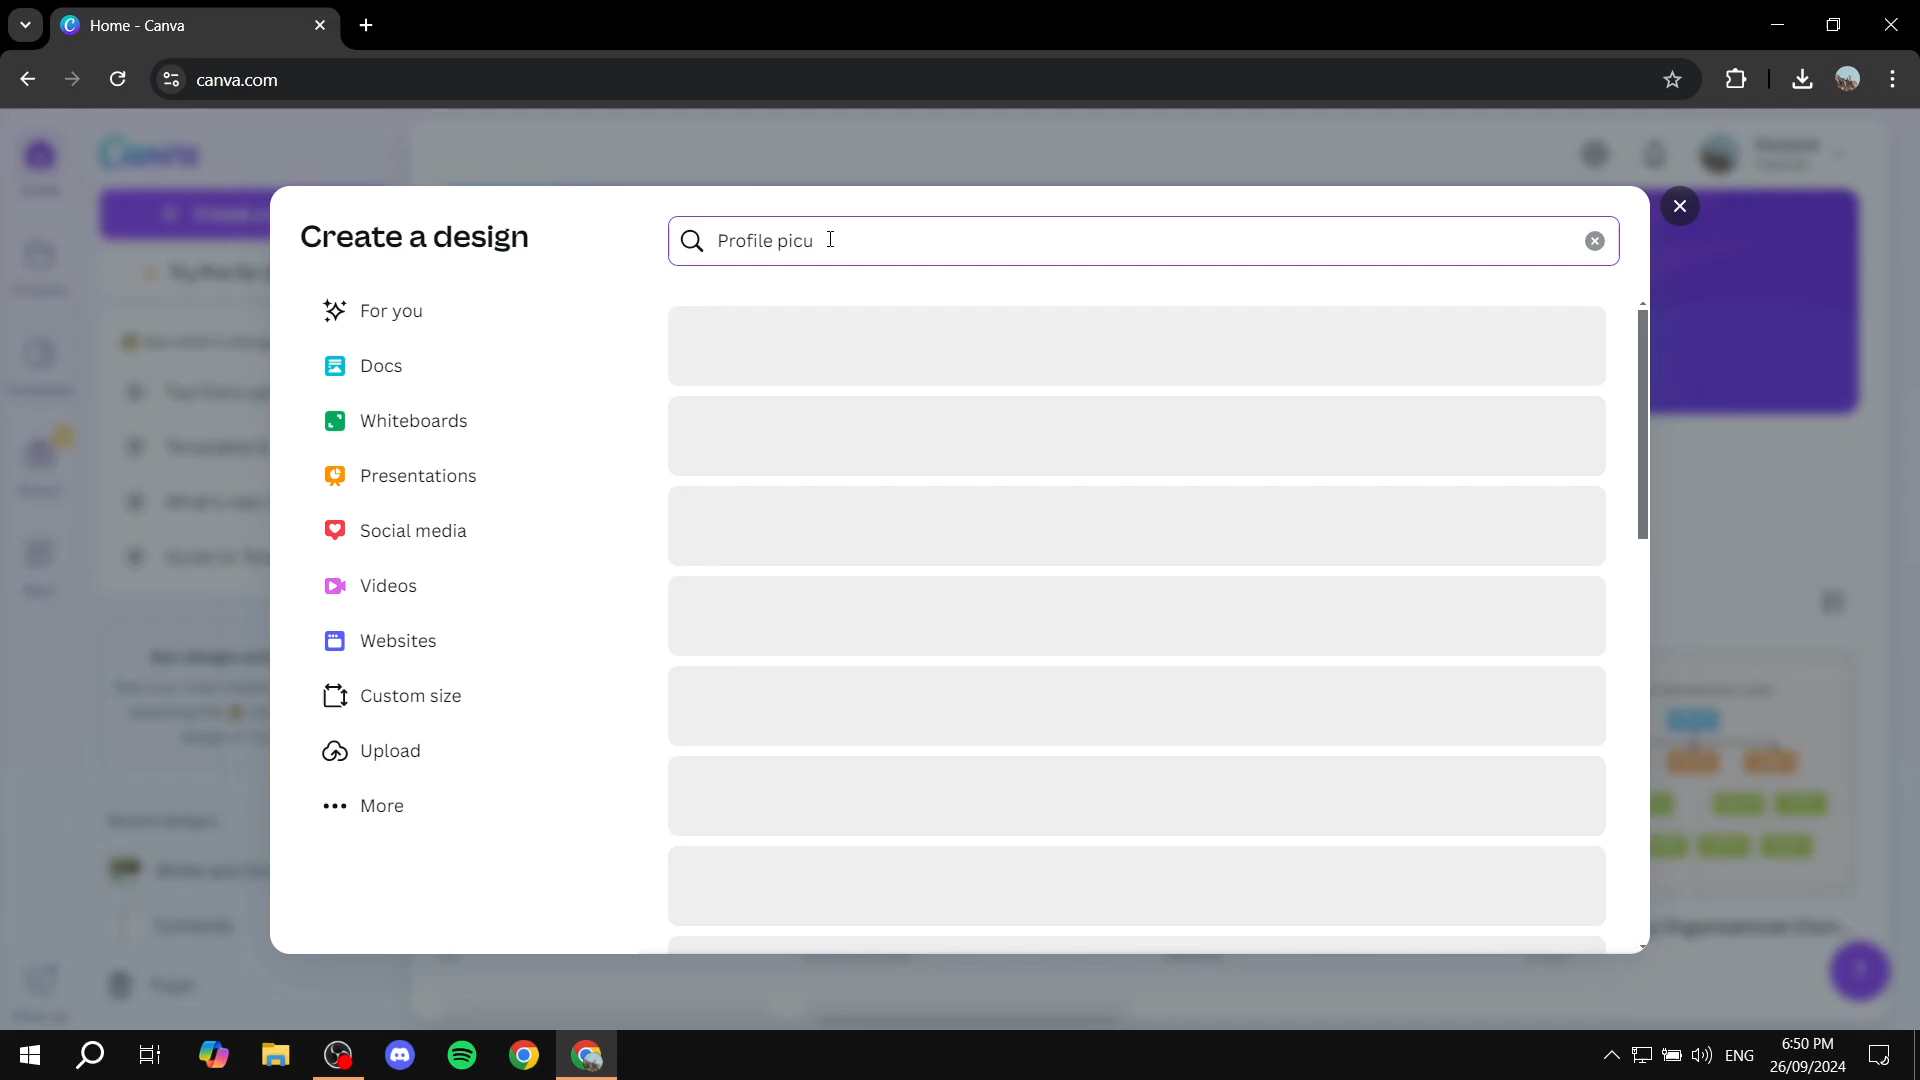 Home - Canva
canva.com
Canva
Create a design
Profile picu
For you
Docs
Whiteboards
Presentations
Social media
Videos
Websites
Custom size
Upload
More
ENG
6:50 PM
26/09/2024